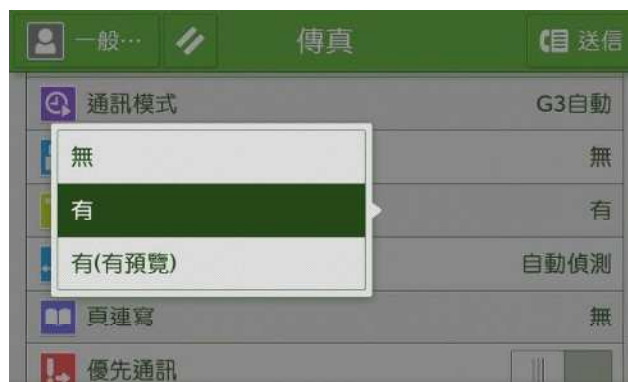 一般… 傳真 送信
通訊模式 G3自動
無 無
有 有
有(有預覽) 自動偵測
頁連寫 無
優先通訊